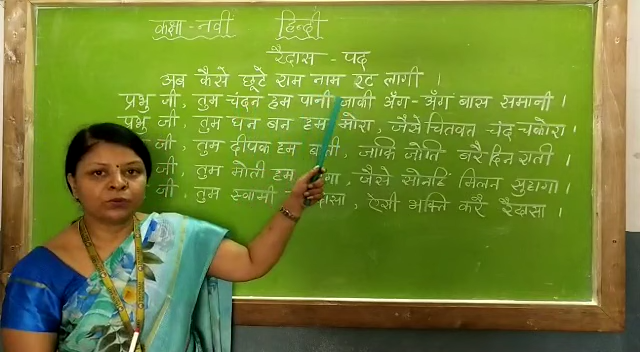 कक्षा - नवी हिन्दी
रैदास - पद
अब कैसे छूटे राम नाम रट लागी ।
प्रभु जी, तुम चंदन हम पानी जाकी अँग-अँग बास समानी ।
प्रभु जी, तुम घन बन हम मोरा, जैसे चितवत चंद चकोरा ।
जी, तुम दीपक हम बाती, जाकि जोति बरै दिन राती ।
जी, तुम मोती हम, जैसे सोनहिं मिलन सुहागा ।
जी, तुम स्वामी, ऐसी भक्ति करै रैदासा ।